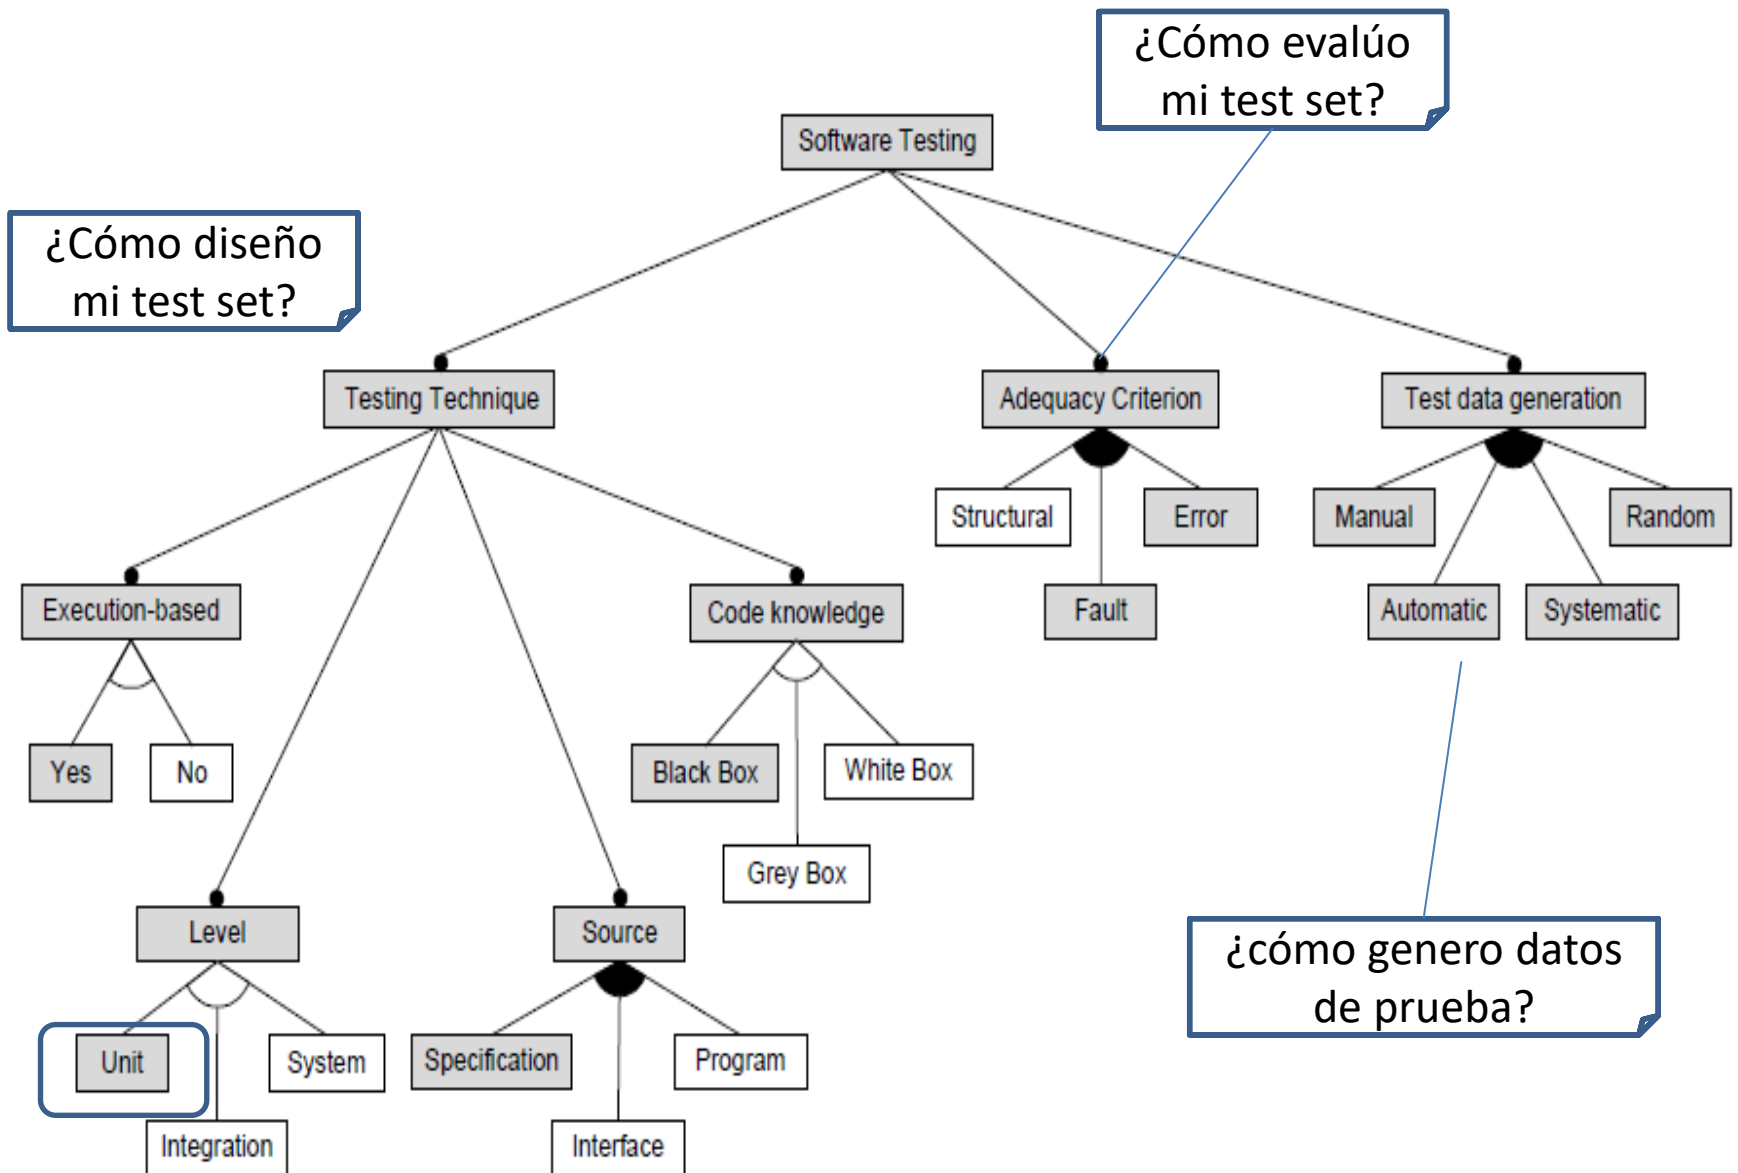 ¿Cómo evalúo
mi test set?
Software Testing
¿Cómo diseño
mi test set?
Testing Technique
Adequacy Criterion
Test data generation
Structural
Error
Manual
Random
Execution-based
Code knowledge
Fault
Automatic
Systematic
Yes
No
Black Box
White Box
Grey Box
Level
Source
¿cómo genero datos
de prueba?
Unit
System
Specification
Program
Integration
Interface